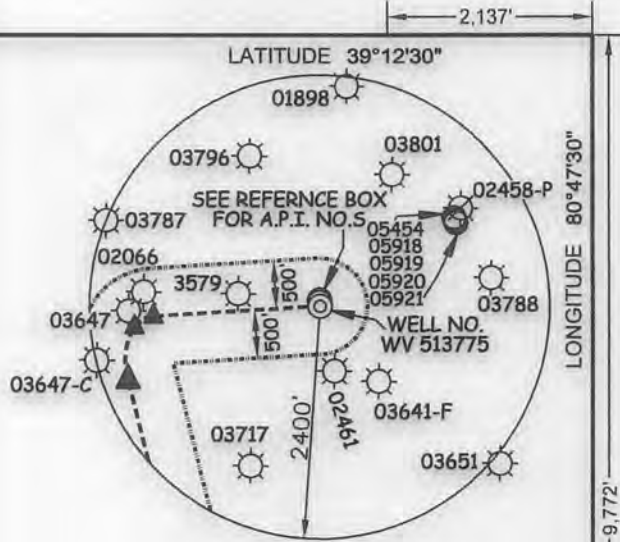 2,137'
LATITUDE 39°12'30"
01898
03796
03801
SEE REFERNCE BOX
FOR A.P.I. NO.S
02458-P
05454
05918
05919
05920
05921
03787
02066
3579
500'
500'
03647
03788
WELL NO.
WV 513775
03647-C
02461
03641-F
03717
2400'
03651
LONGITUDE 80°47'30"
9,772'